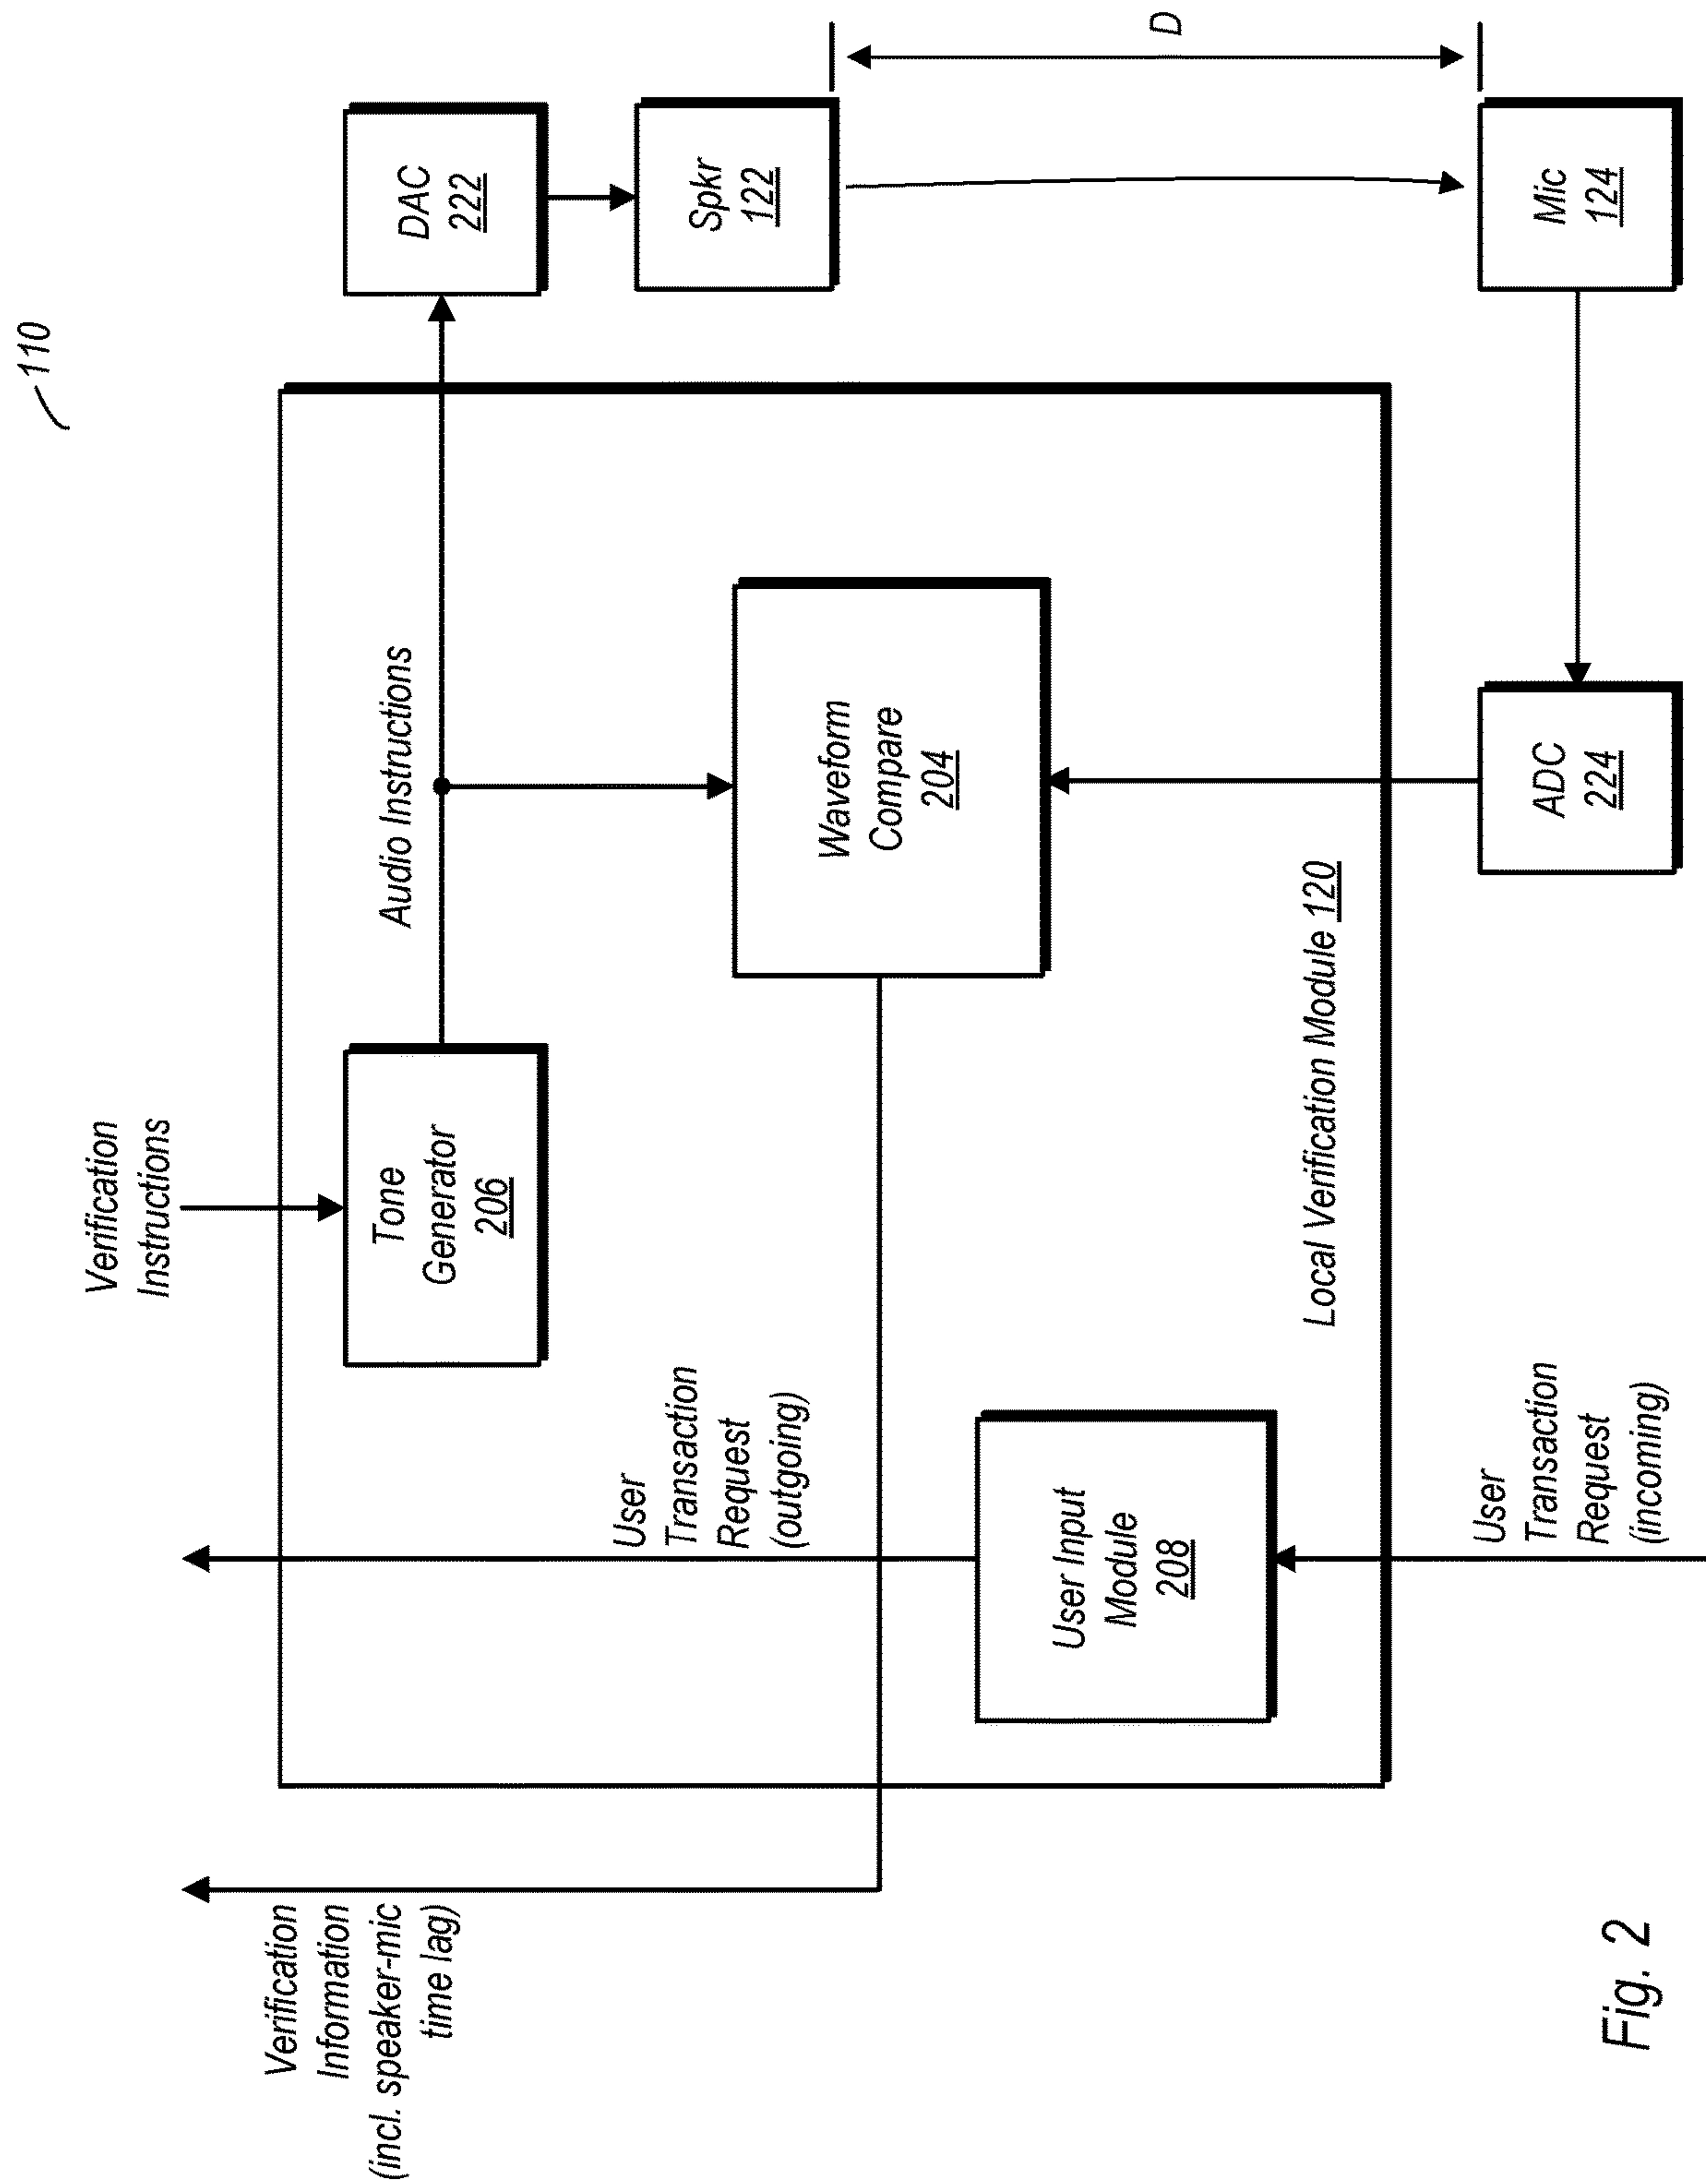 110
Verification
Instructions
Verification
Information
(incl. speaker-mic
time lag)
User
Transaction
Request
(outgoing)
Tone
Generator
206
Audio Instructions
DAC
222
Spkr
122
D
Waveform
Compare
204
User Input
Module
208
Local Verification Module 120
User
Transaction
Request
(incoming)
ADC
224
Mic
124
Fig. 2